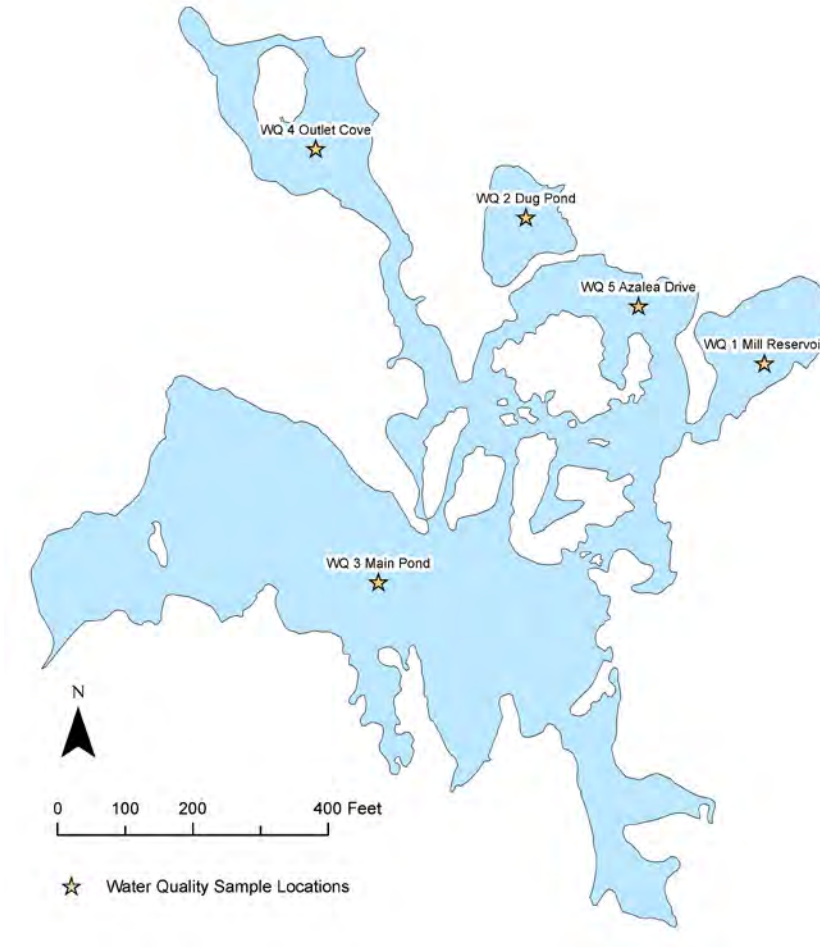 WQ 4 Outlet Cove
WQ 2 Dug Pond
WQ 5 Azalea Drive
WQ 1 Mill Reservoi
WQ 3 Main Pond
N
0 100 200 400 Feet
Water Quality Sample Locations